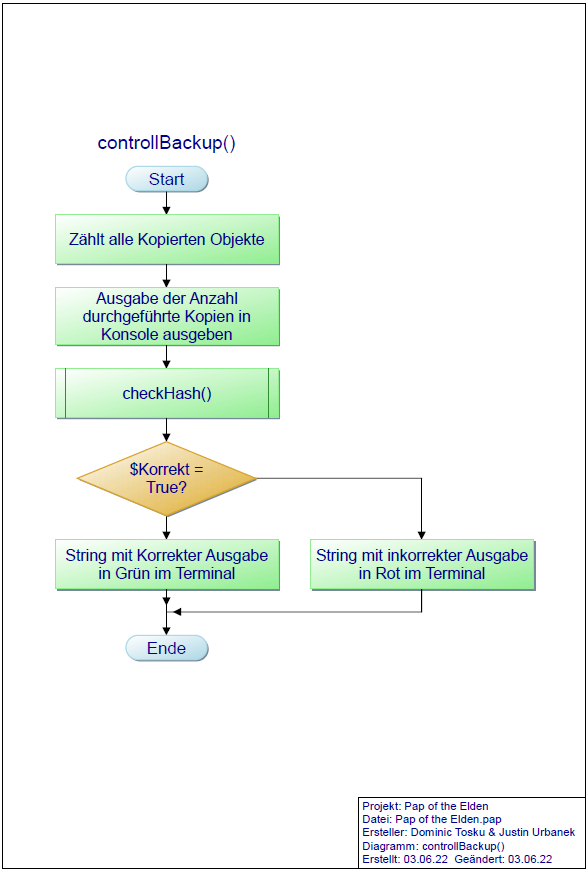 controllBackup()
Start
Zählt alle Kopierten Objekte
Ausgabe der Anzahl
durchgeführte Kopien in
Konsole ausgeben
checkHash()
$Korrekt =
True?
String mit Korrekter Ausgabe
in Grün im Terminal
String mit inkorrekter Ausgabe
in Rot im Terminal
Ende
Projekt: Pap of the Elden
Datei: Pap of the Elden.pap
Ersteller: Dominic Tosku & Justin Urbanek
Diagramm: controllBackup()
Erstellt: 03.06.22 Geändert: 03.06.22